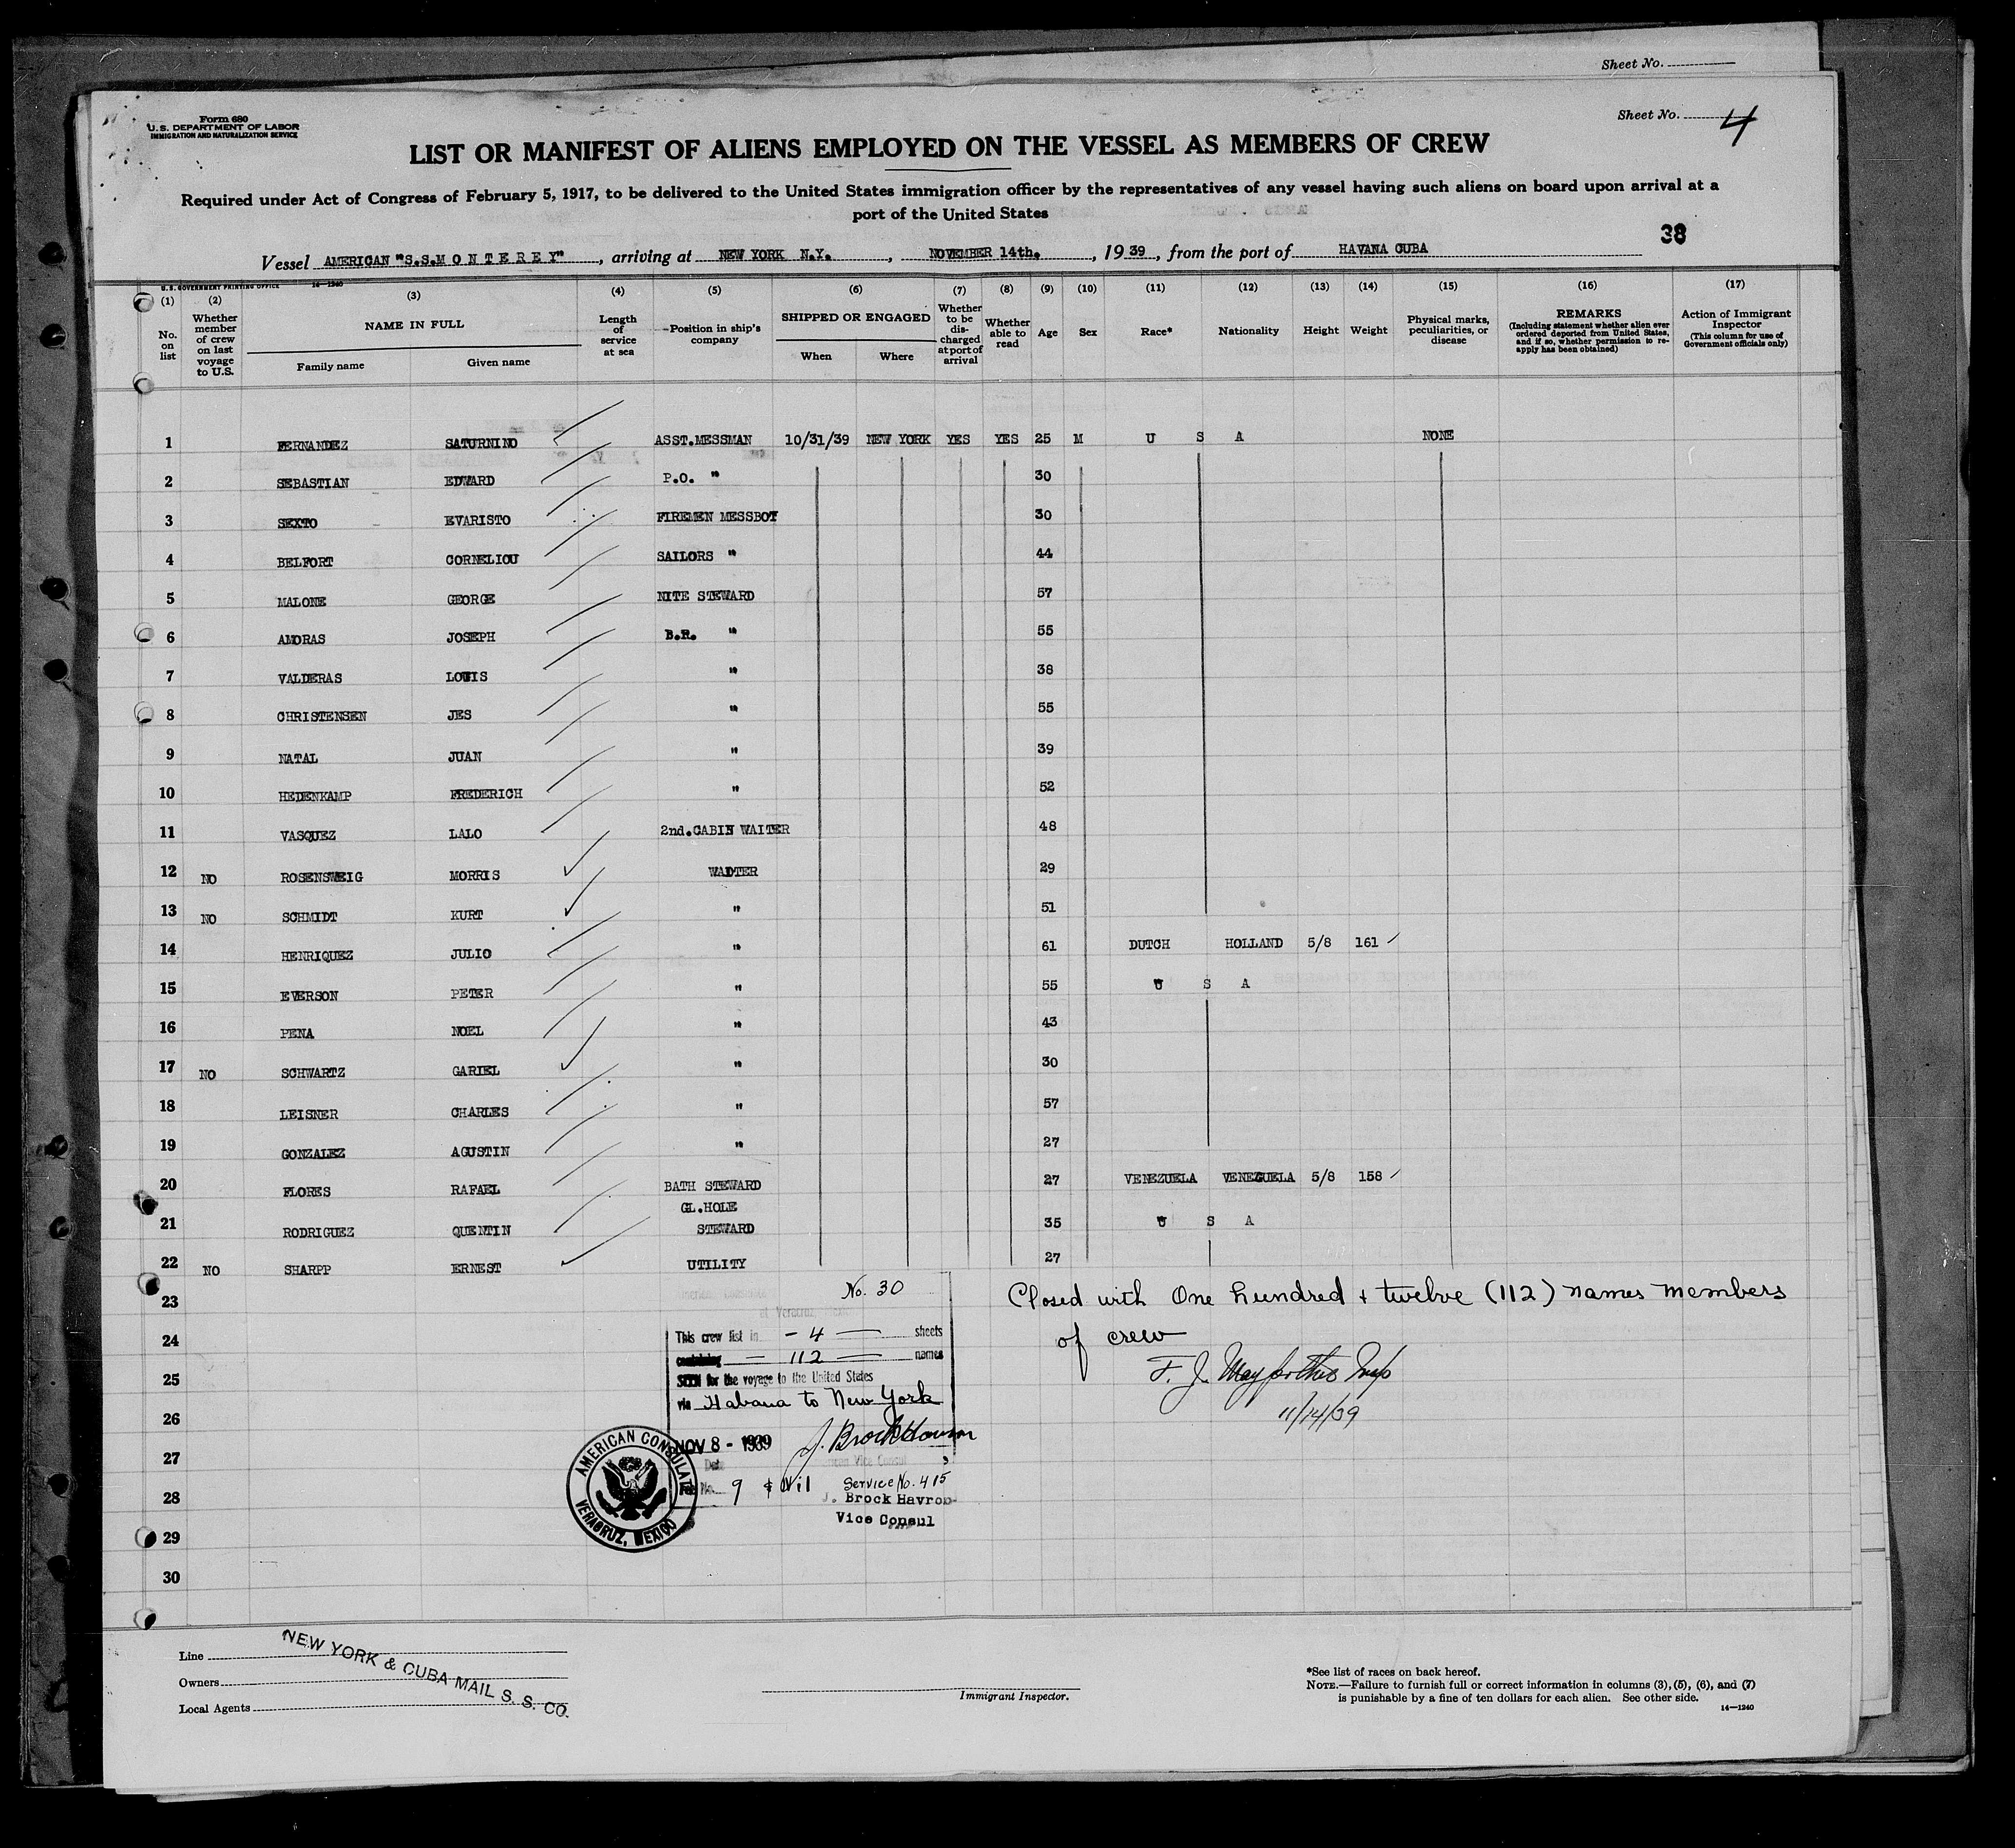 Sheet No.
Form 680
U.S. DEPARTMENT OF LABOR
IMMIGRATION AND NATURALIZATION SERVICE
Sheet No. 4
LIST OR MANIFEST OF ALIENS EMPLOYED ON THE VESSEL AS MEMBERS OF CREW
Required under Act of Congress of February 5, 1917, to be delivered to the United States immigration officer by the representatives of any vessel having such aliens on board upon arrival at a
port of the United States
38
Vessel AMERICAN "S.S.MONTEREY", arriving at NEW YORK N.Y., NOVEMBER 14th., 1939, from the port of HAVANA CUBA
U.S. GOVERNMENT PRINTING OFFICE 14—1240
(1) No. on list
(2) Whether member of crew on last voyage to U.S.
(3) NAME IN FULL
Family name
Given name
(4) Length of service at sea
(5) Position in ship's company
(6) SHIPPED OR ENGAGED
When
Where
(7) Whether to be discharged at port of arrival
(8) Whether able to read
(9) Age
(10) Sex
(11) Race*
(12) Nationality
(13) Height
(14) Weight
(15) Physical marks, peculiarities, or disease
(16) REMARKS (Including statement whether alien ever ordered deported from United States, and if so, whether permission to reapply has been obtained)
(17) Action of Immigrant Inspector (This column for use of Government officials only)
1 FERNANDEZ SATURNINO ASST.MESSMAN 10/31/39 NEW YORK YES YES 25 M U S A NONE
2 SEBASTIAN EDWARD P.O. " 30
3 SEXTO EVARISTO FIREMEN MESSBOY 30
4 BELFORT CORNELIOU SAILORS " 44
5 MALONE GEORGE NITE STEWARD 57
6 AMORAS JOSEPH B.R. " 55
7 VALDERAS LOUIS " 38
8 CHRISTENSEN JES " 55
9 NATAL JUAN " 39
10 HEDENKAMP FREDERICH " 52
11 VASQUEZ LALO 2nd.CABIN WAITER 48
12 NO ROSENSWEIG MORRIS WAITER 29
13 NO SCHMIDT KURT " 51
14 HENRIQUEZ JULIO " 61 DUTCH HOLLAND 5/8 161 ✓
15 EVERSON PETER " 55 U S A
16 PENA NOEL " 43
17 NO SCHWARTZ GARIEL " 30
18 LEISNER CHARLES " 57
19 GONZALEZ AGUSTIN " 27
20 FLORES RAFAEL BATH STEWARD 27 VENEZUELA VENEZUELA 5/8 158 ✓
GL.HOLE
21 RODRIGUEZ QUENTIN STEWARD 35 U S A
22 NO SHARPP ERNEST UTILITY 27
23
24
25
26
27
28
29
30
No. 30
at Veracruz
This crew list in - 4 — sheets
containing — 112 — names
SEEN for the voyage to the United States
via Habana to New York
NOV 8 - 1939
Date
American Vice Consul
No. 9 $ Nil Service No. 415
J. Brock Havron
Vice Consul
AMERICAN CONSULATE
VERACRUZ, MEXICO
Closed with One hundred + twelve (112) names members
of crew
11/14/39
Line
Owners
Local Agents
NEW YORK & CUBA MAIL S. S. CO.
Immigrant Inspector.
*See list of races on back hereof.
NOTE.—Failure to furnish full or correct information in columns (3), (5), (6), and (7)
is punishable by a fine of ten dollars for each alien. See other side.
14—1240